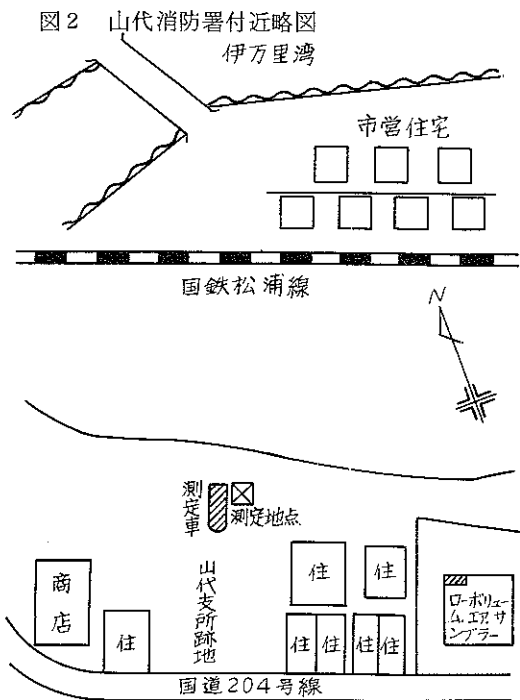 図2 山代消防署付近略図
伊万里湾
市営住宅
国鉄松浦線
N
測定車
測定地点
商店
住
山代支所跡地
住
住
住
住
住
住
ローボリュー
ム.エア.サ
ンプラー
国道204号線